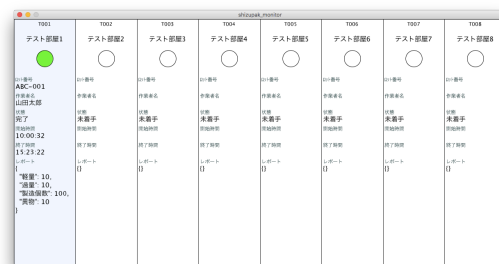 shizupak_monitor
T001
テスト部屋1
ロット番号
ABC-001
作業者名
山田太郎
状態
完了
開始時間
10:00:32
終了時間
15:23:22
レポート
{
"軽量": 10,
"過量": 10,
"製造個数": 100,
"異物": 10
}
T002
テスト部屋2
ロット番号
作業者名
状態
未着手
開始時間
終了時間
レポート
{}
T003
テスト部屋3
ロット番号
作業者名
状態
未着手
開始時間
終了時間
レポート
{}
T004
テスト部屋4
ロット番号
作業者名
状態
未着手
開始時間
終了時間
レポート
{}
T005
テスト部屋5
ロット番号
作業者名
状態
未着手
開始時間
終了時間
レポート
{}
T006
テスト部屋6
ロット番号
作業者名
状態
未着手
開始時間
終了時間
レポート
{}
T007
テスト部屋7
ロット番号
作業者名
状態
未着手
開始時間
終了時間
レポート
{}
T008
テスト部屋8
ロット番号
作業者名
状態
未着手
開始時間
終了時間
レポート
{}